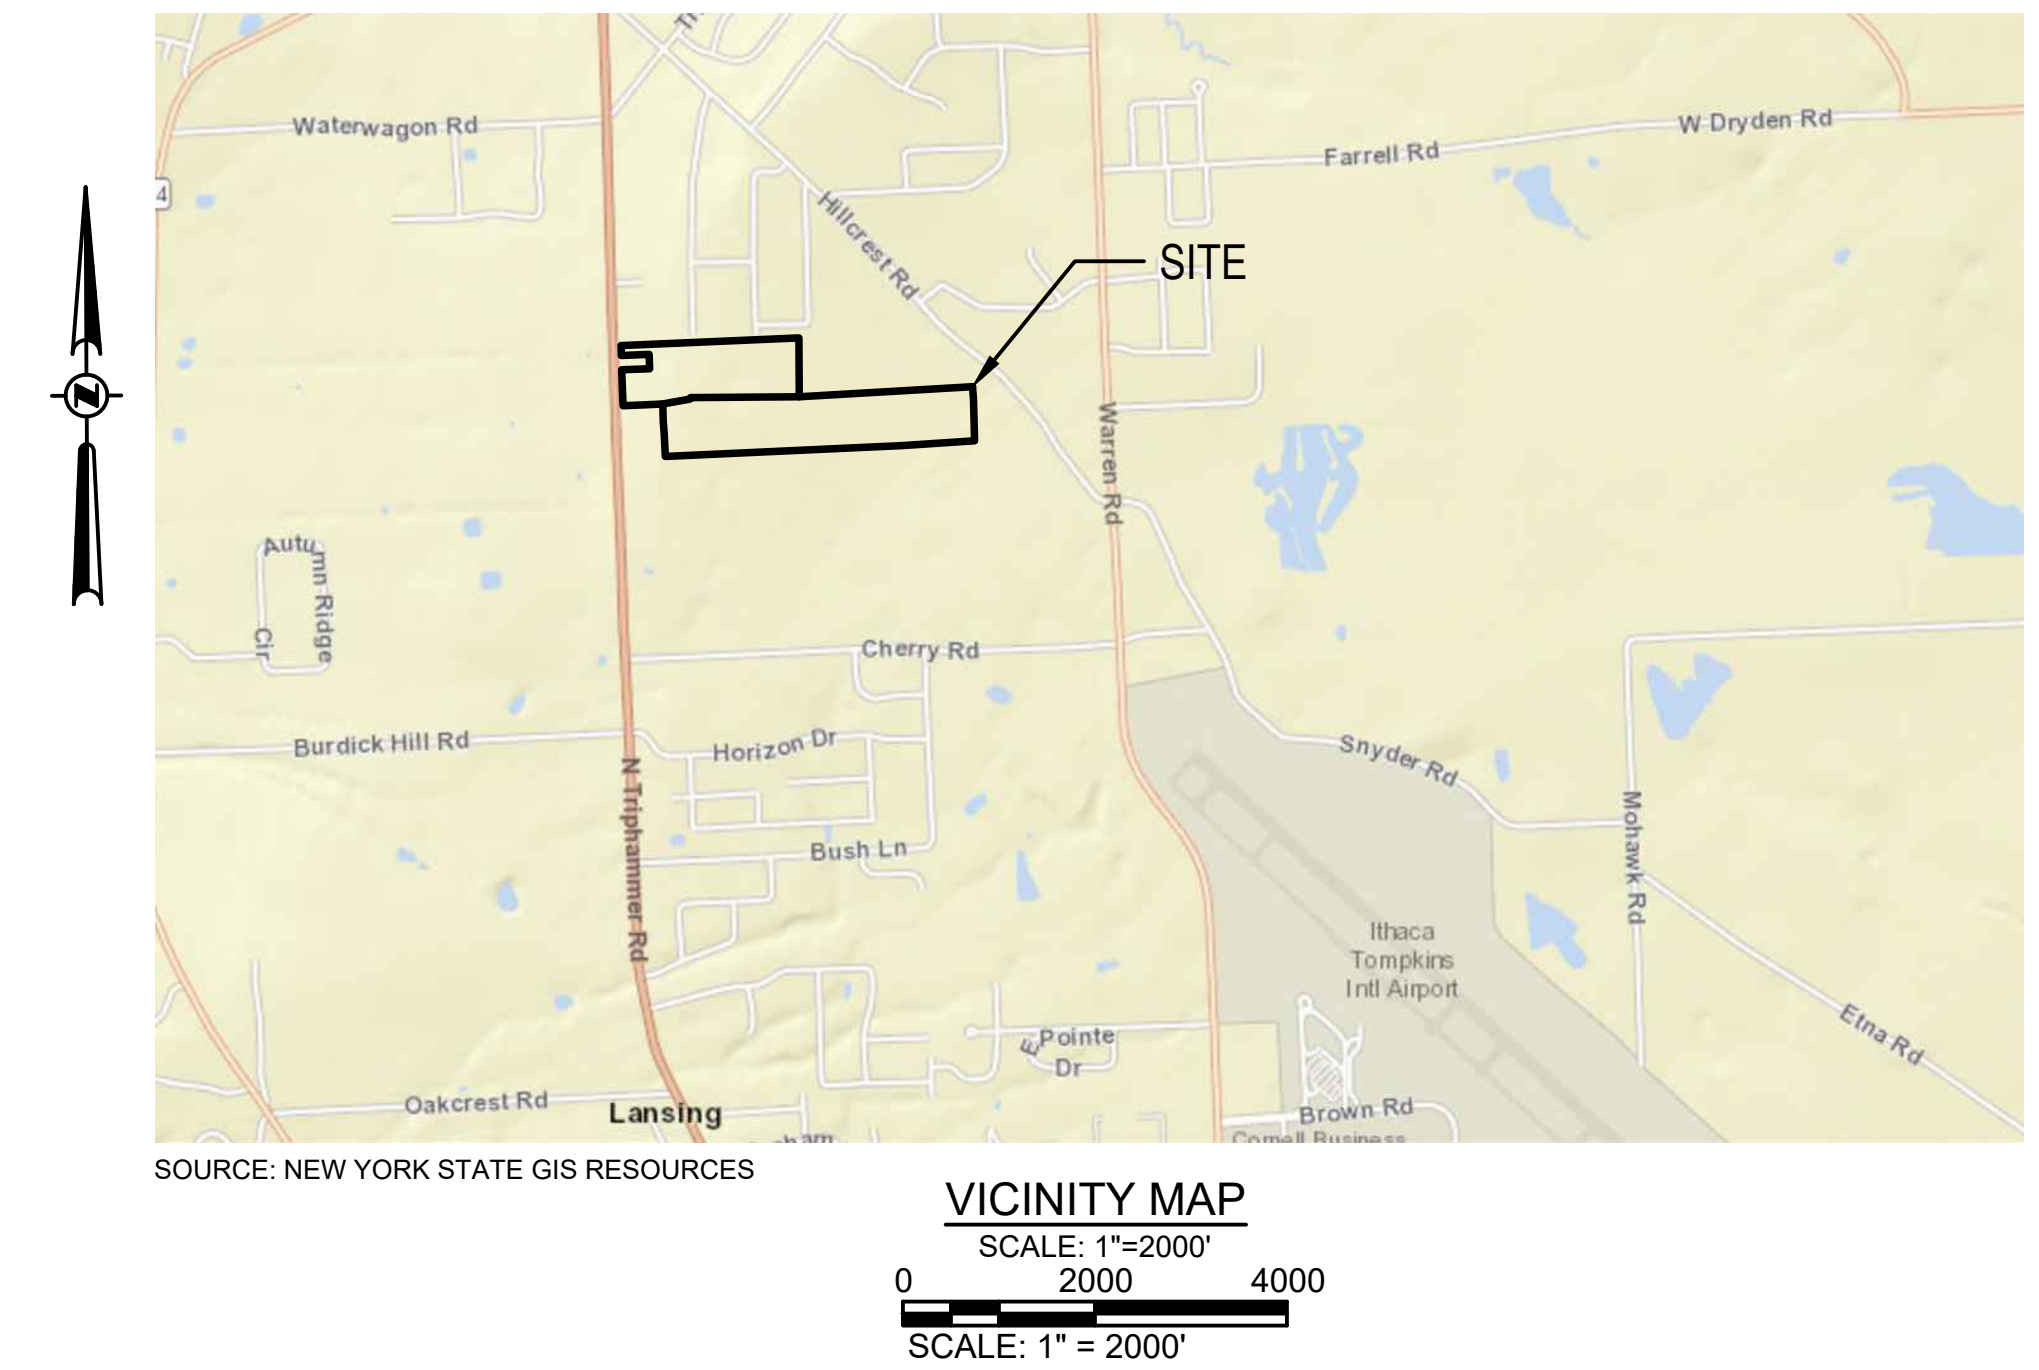 Waterwagon Rd
W Dryden Rd
Farrell Rd
4
Hillcrest Rd
SITE
N
Warren Rd
Autumn Ridge
Cir
Cherry Rd
Burdick Hill Rd
Horizon Dr
Snyder Rd
N Triphammer Rd
Mohawk Rd
Bush Ln
Ithaca
Tompkins
Intl Airport
Etna Rd
E Pointe
Dr
Oakcrest Rd
Lansing
Brown Rd
Cornell Business
SOURCE: NEW YORK STATE GIS RESOURCES
VICINITY MAP
SCALE: 1"=2000'
0 2000 4000
SCALE: 1" = 2000'